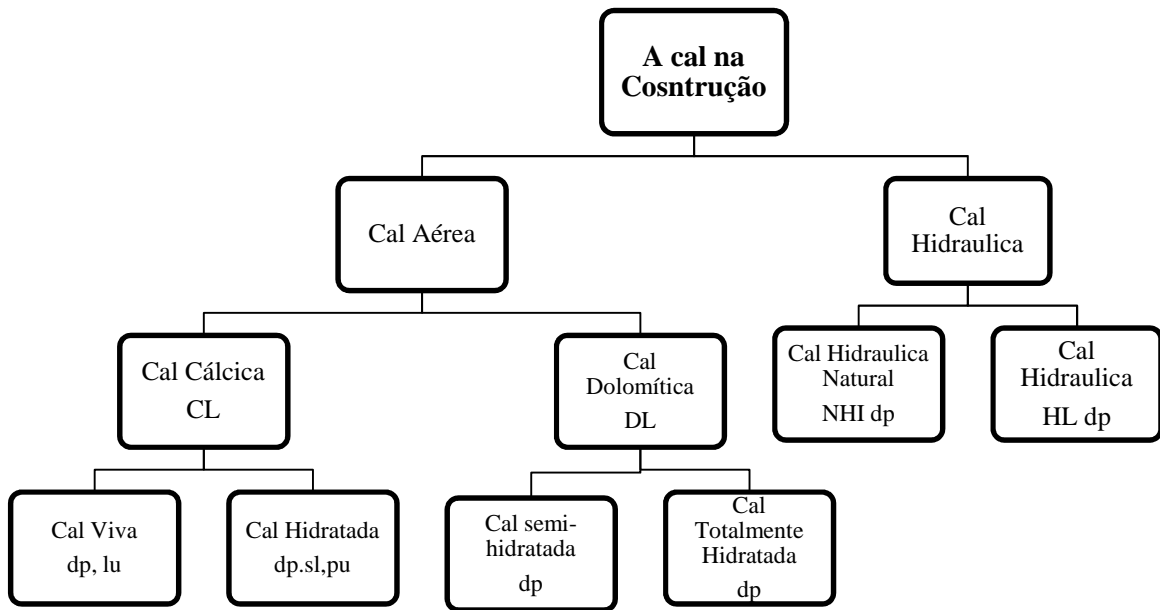 A cal na
Cosntrução
Cal Aérea
Cal
Hidraulica
Cal Cálcica
CL
Cal
Dolomítica
DL
Cal Hidraulica
Natural
NHI dp
Cal
Hidraulica
HL dp
Cal Viva
dp, lu
Cal Hidratada
dp.sl,pu
Cal semi-
hidratada
dp
Cal
Totalmente
Hidratada
dp